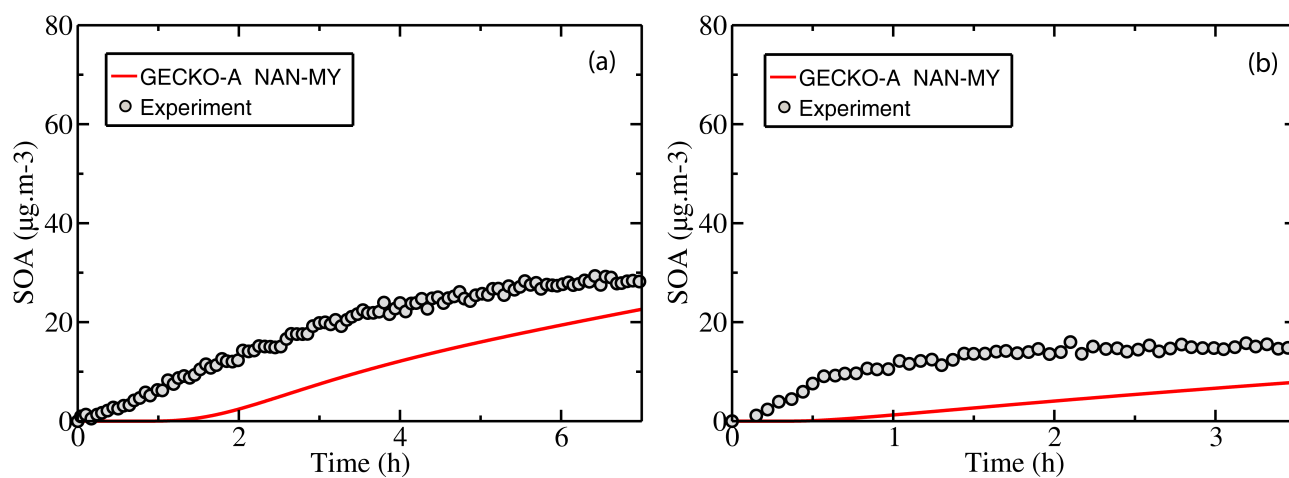 80
60
40
20
0
SOA (μg.m-3)
GECKO-A NAN-MY
Experiment
(a)
0 2 4 6
Time (h)
80
60
40
20
0
SOA (μg.m-3)
GECKO-A NAN-MY
Experiment
(b)
0 1 2 3
Time (h)